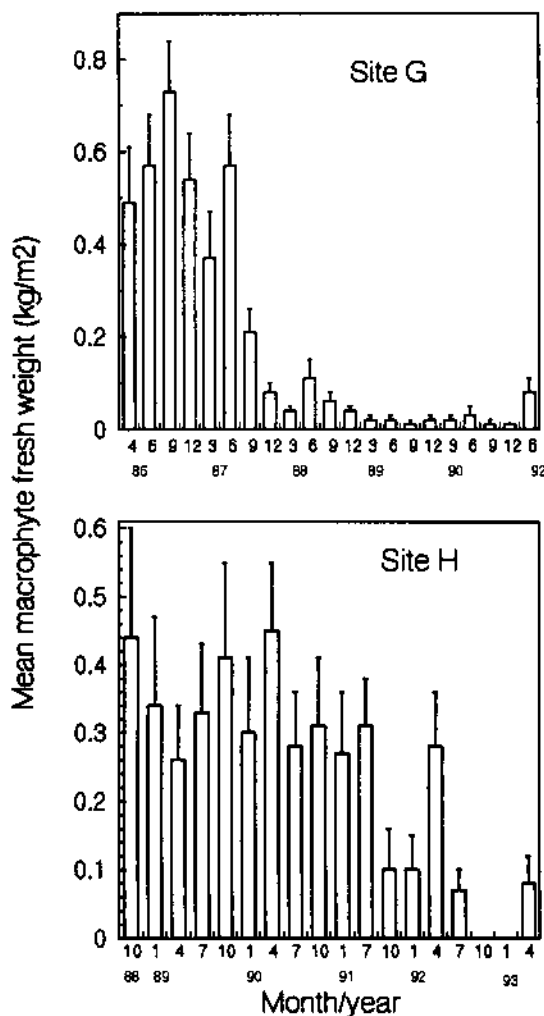 Mean macrophyte fresh weight (kg/m2)
Site G
0.8
0.6
0.4
0.2
0
4 6 9 12 3 6 9 12 3 6 9 12 3 6 9 12 3 6 9 12 6
86 87 88 89 90 92
Site H
0.6
0.5
0.4
0.3
0.2
0.1
0
10 1 4 7 10 1 4 7 10 1 7 10 1 4 7 10 1 4
88 89 90 91 92 93
Month/year